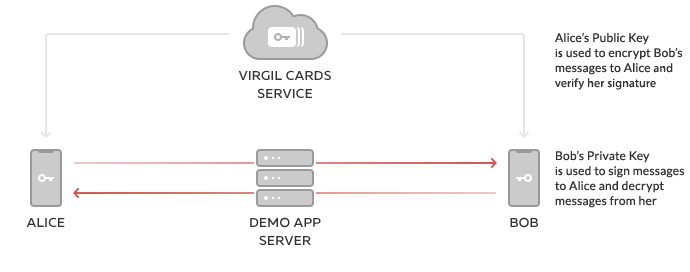 VIRGIL CARDS
SERVICE
Alice's Public Key
is used to encrypt Bob's
messages to Alice and
verify her signature
Bob's Private Key
is used to sign messages
to Alice and decrypt
messages from her
ALICE
DEMO APP
SERVER
BOB